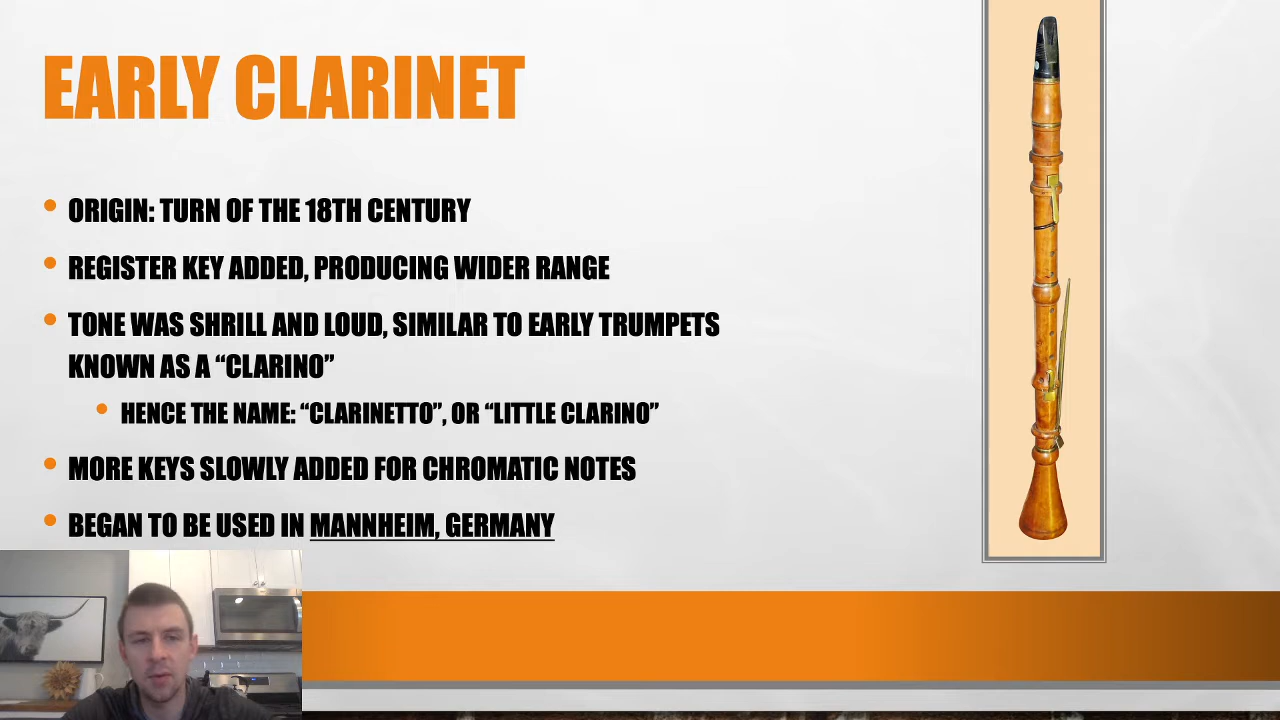 EARLY CLARINET
ORIGIN: TURN OF THE 18TH CENTURY
REGISTER KEY ADDED, PRODUCING WIDER RANGE
TONE WAS SHRILL AND LOUD, SIMILAR TO EARLY TRUMPETS
KNOWN AS A “CLARINO”
HENCE THE NAME: “CLARINETTO”, OR “LITTLE CLARINO”
MORE KEYS SLOWLY ADDED FOR CHROMATIC NOTES
BEGAN TO BE USED IN MANNHEIM, GERMANY